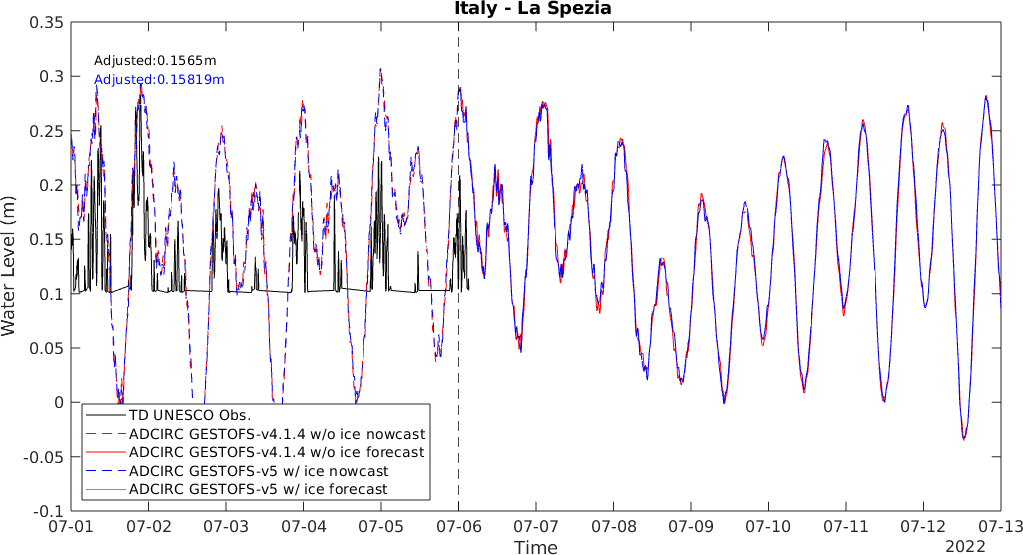 Italy - La Spezia
0.35
0.3
0.25
0.2
0.15
0.1
0.05
0
-0.05
-0.1
Water Level (m)
Adjusted:0.1565m
Adjusted:0.15819m
TD UNESCO Obs.
ADCIRC GESTOFS-v4.1.4 w/o ice nowcast
ADCIRC GESTOFS-v4.1.4 w/o ice forecast
ADCIRC GESTOFS-v5 w/ ice nowcast
ADCIRC GESTOFS-v5 w/ ice forecast
07-01 07-02 07-03 07-04 07-05 07-06 07-07 07-08 07-09 07-10 07-11 07-12 07-13
Time
2022